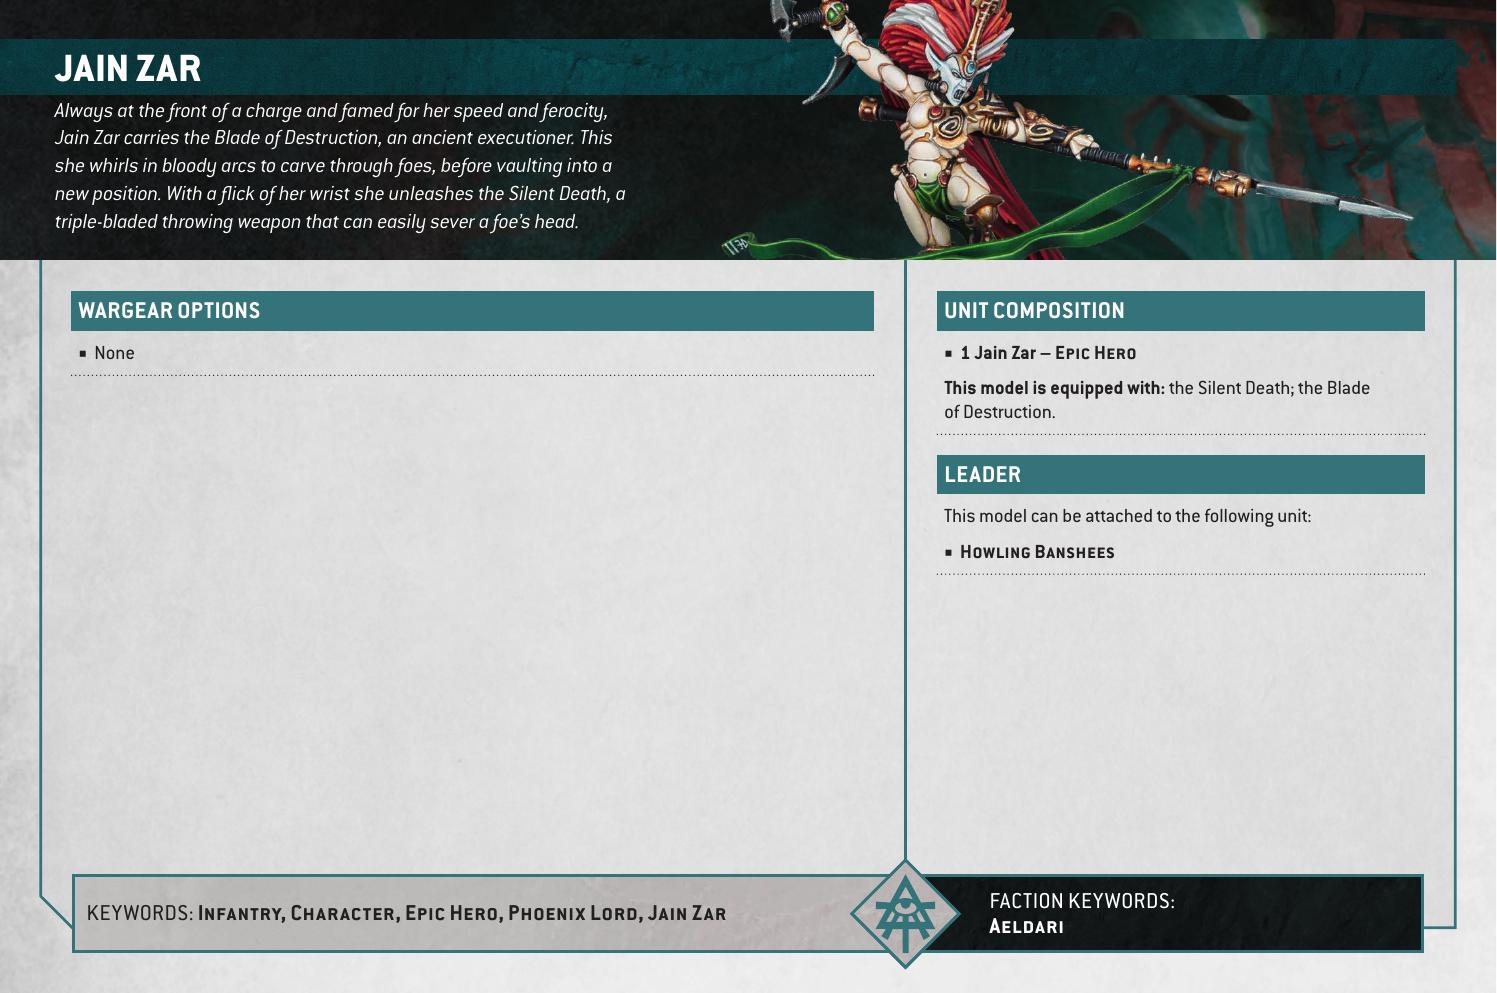 JAIN ZAR
Always at the front of a charge and famed for her speed and ferocity,
Jain Zar carries the Blade of Destruction, an ancient executioner. This
she whirls in bloody arcs to carve through foes, before vaulting into a
new position. With a flick of her wrist she unleashes the Silent Death, a
triple-bladed throwing weapon that can easily sever a foe's head.
WARGEAR OPTIONS
■ None
UNIT COMPOSITION
■ 1 Jain Zar – Epic Hero
This model is equipped with: the Silent Death; the Blade
of Destruction.
LEADER
This model can be attached to the following unit:
■ Howling Banshees
KEYWORDS: Infantry, Character, Epic Hero, Phoenix Lord, Jain Zar
FACTION KEYWORDS:
Aeldari